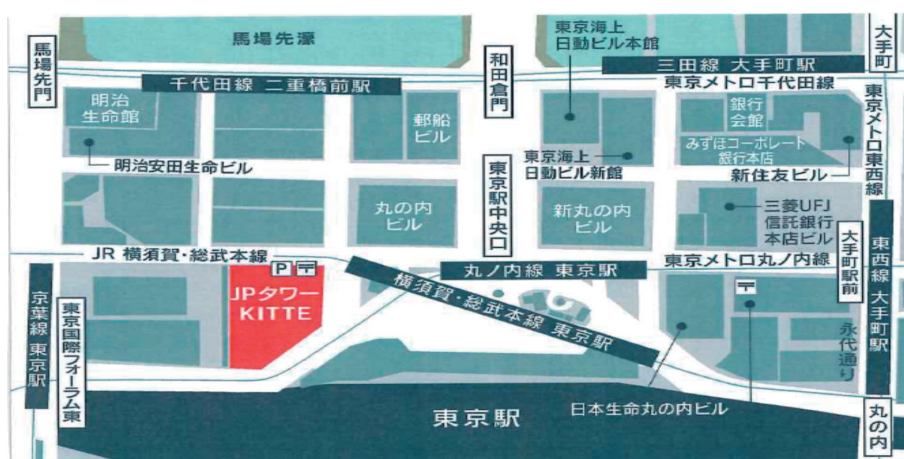 馬場先濠
東京海上
日動ビル本館
大手町
馬場先門
和田倉門
三田線 大手町駅
千代田線 二重橋前駅
東京メトロ千代田線
明治
生命館
郵船
ビル
銀行
会館
東京メトロ東西線
みずほコーポレート
銀行本店
明治安田生命ビル
東京海上
日動ビル新館
新住友ビル
東京駅中央口
丸の内
ビル
新丸の内
ビル
三菱UFJ
信託銀行
本店ビル
大手町駅前
JR 横須賀・総武本線
丸ノ内線 東京駅
東京メトロ丸ノ内線
東西線 大手町駅
P 〒
JPタワー
KITTE
横須賀・総武本線 東京駅
〒
京葉線 東京駅
東京国際フォーラム東
永代通り
日本生命丸の内ビル
東京駅
丸の内